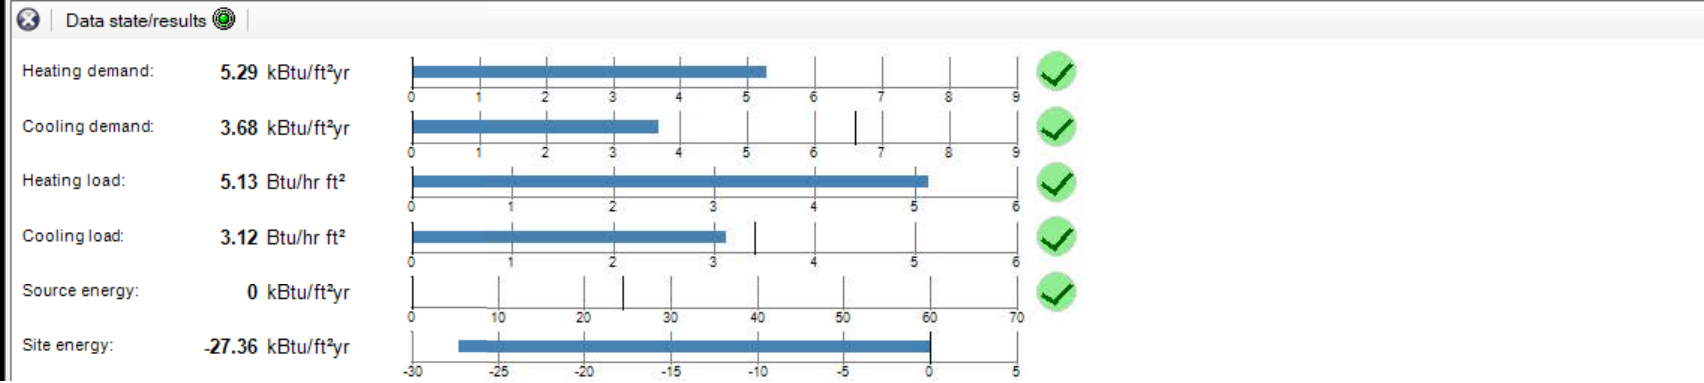 Data state/results
Heating demand: 5.29 kBtu/ft²yr
0 1 2 3 4 5 6 7 8 9
Cooling demand: 3.68 kBtu/ft²yr
0 1 2 3 4 5 6 7 8 9
Heating load: 5.13 Btu/hr ft²
0 1 2 3 4 5 6
Cooling load: 3.12 Btu/hr ft²
0 1 2 3 4 5 6
Source energy: 0 kBtu/ft²yr
0 10 20 30 40 50 60 70
Site energy: -27.36 kBtu/ft²yr
-30 -25 -20 -15 -10 -5 0 5